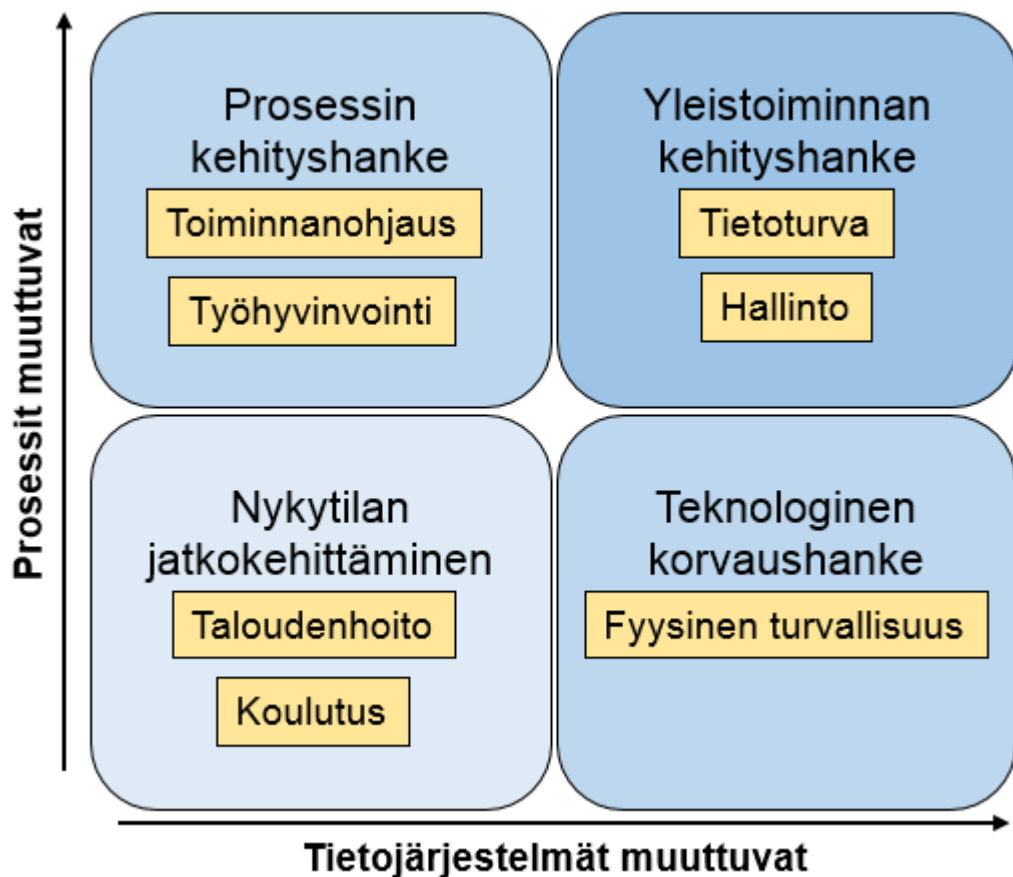 Prosessit muuttuvat
Prosessin
kehityshanke
Toiminnanohjaus
Työhyvinvointi
Yleistoiminnan
kehityshanke
Tietoturva
Hallinto
Nykytilan
jatkokehittäminen
Taloudenhoito
Koulutus
Teknologinen
korvaushanke
Fyysinen turvallisuus
Tietojärjestelmät muuttuvat